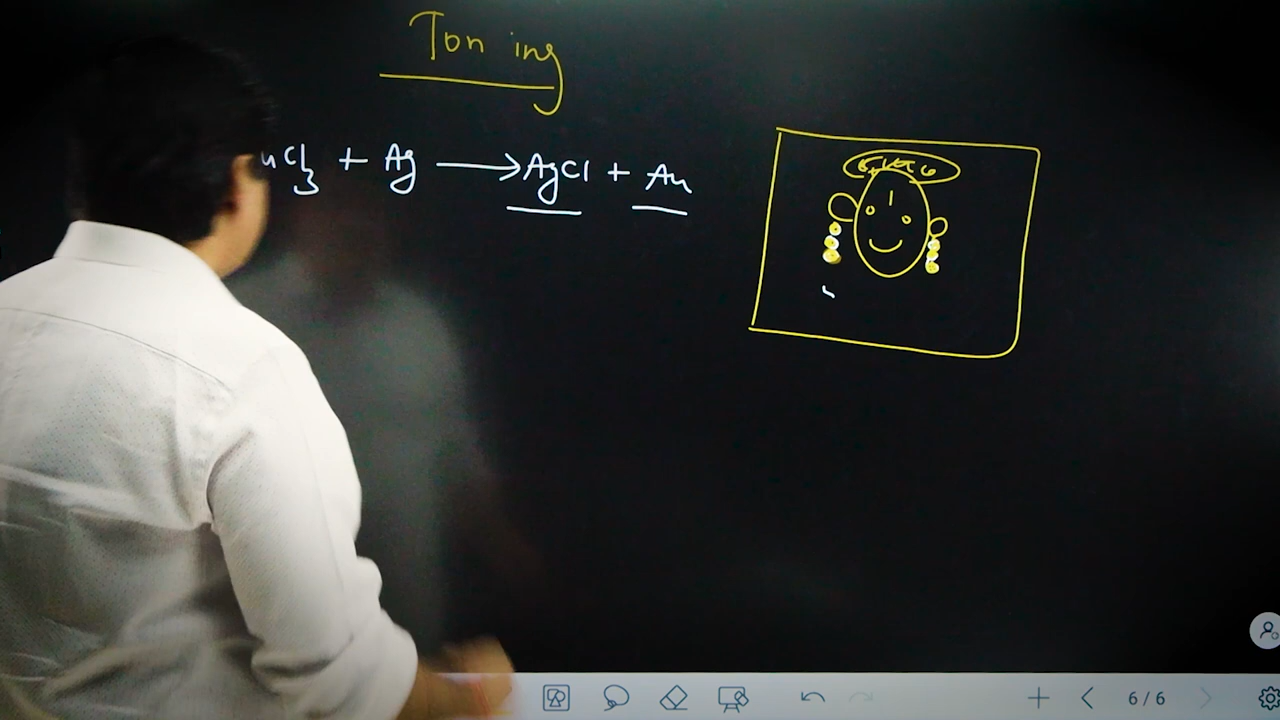 Toning
uCl3 + Ag → AgCl + Au
6/6